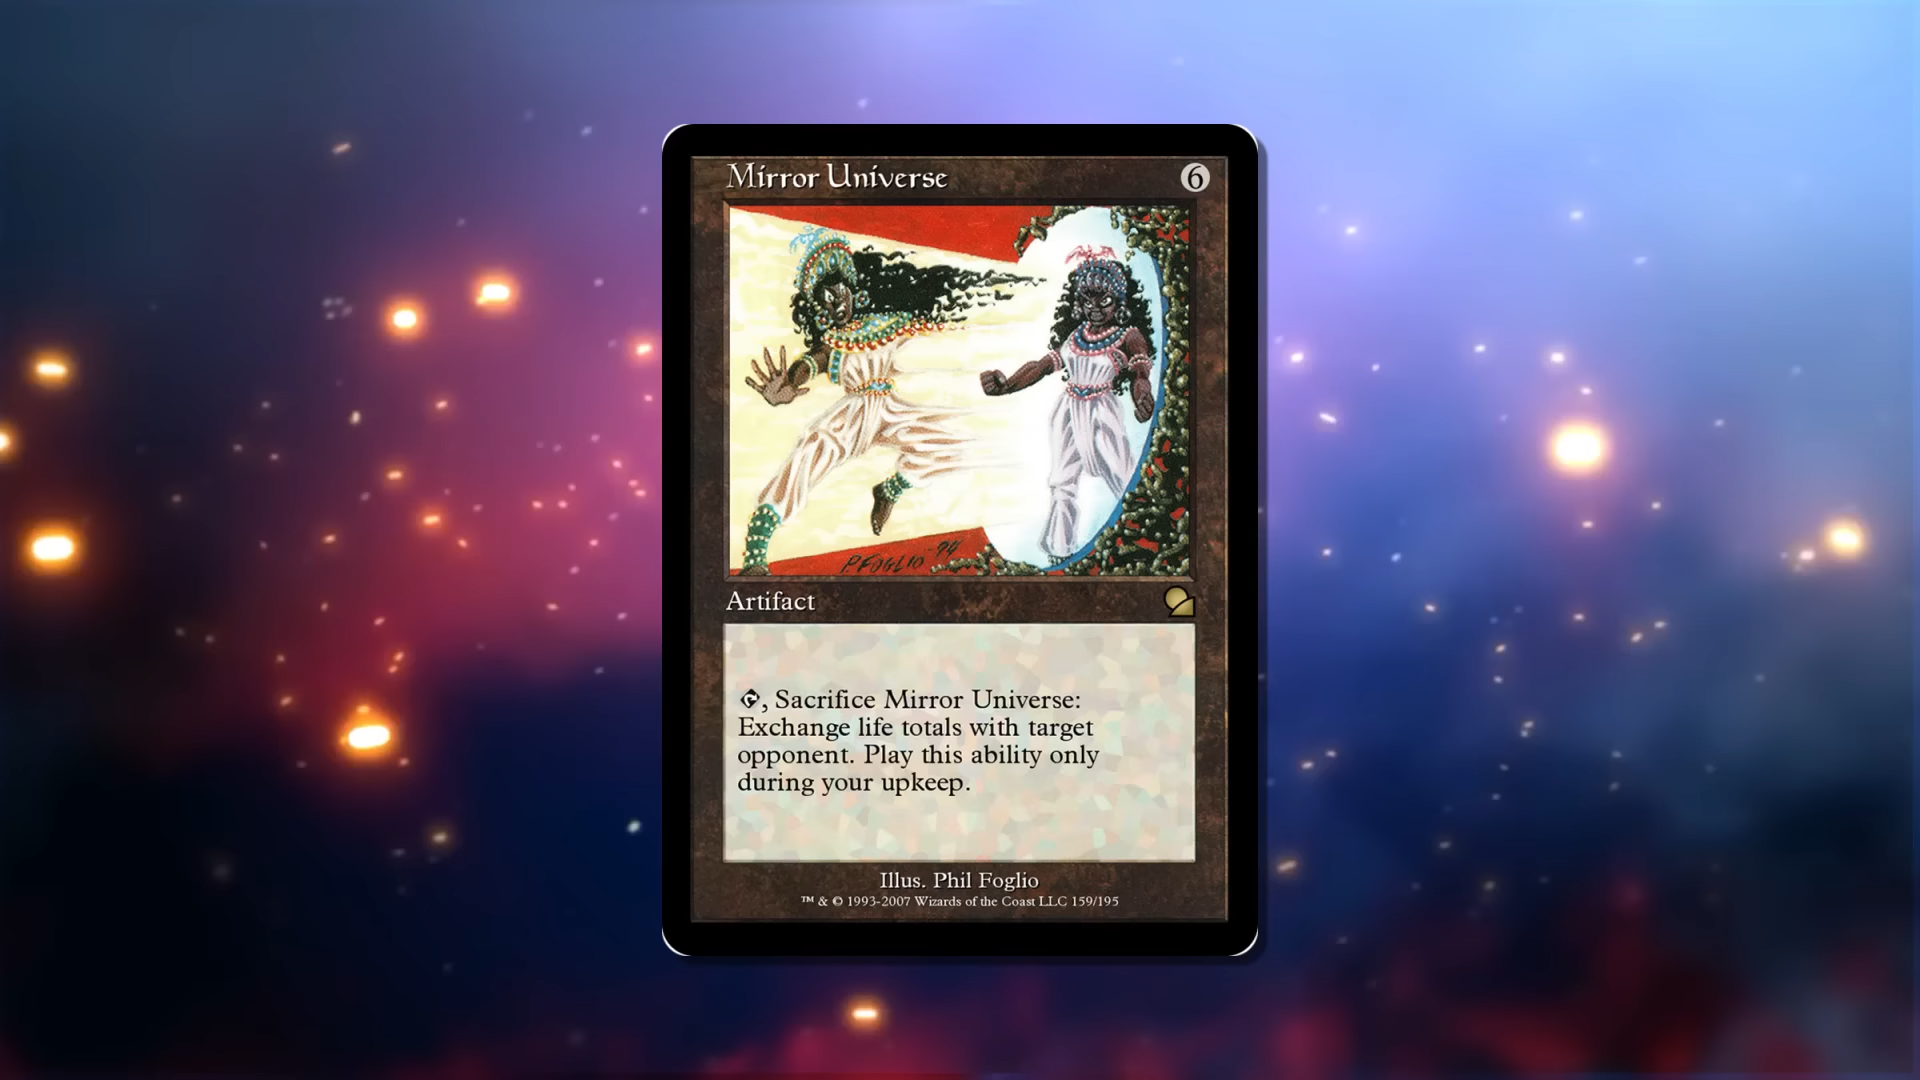 Mirror Universe
6
P. FOGLIO -94
Artifact
, Sacrifice Mirror Universe:
Exchange life totals with target
opponent. Play this ability only
during your upkeep.
Illus. Phil Foglio
™ & © 1993-2007 Wizards of the Coast LLC 159/195